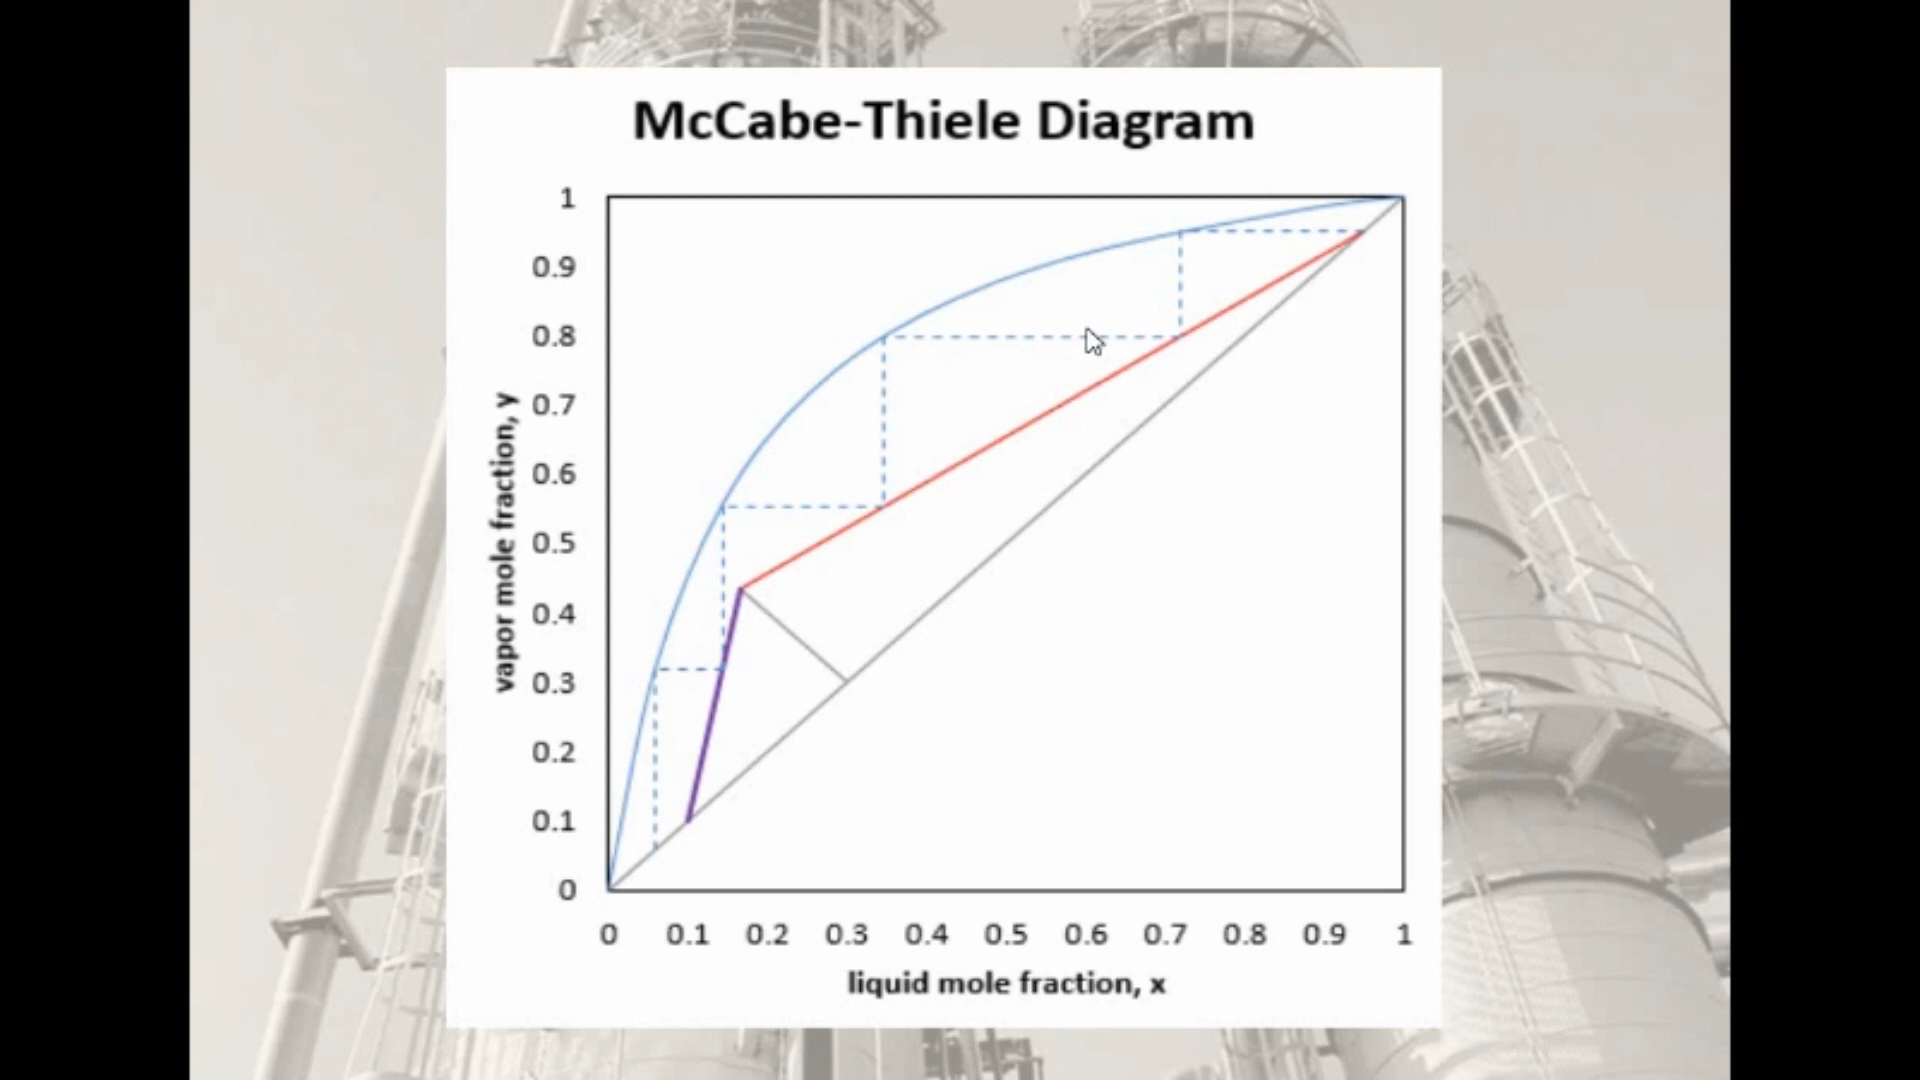 McCabe-Thiele Diagram
1
0.9
0.8
0.7
0.6
0.5
0.4
0.3
0.2
0.1
0
vapor mole fraction, y
0 0.1 0.2 0.3 0.4 0.5 0.6 0.7 0.8 0.9 1
liquid mole fraction, x